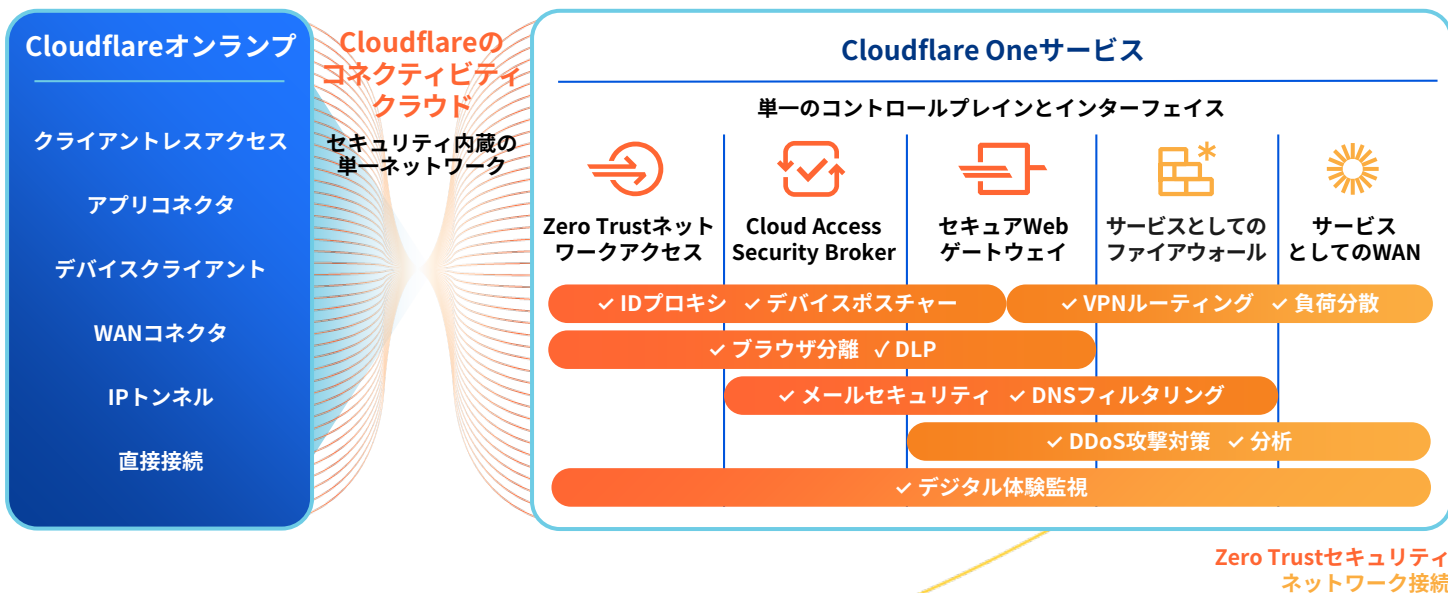 Cloudflareオンランプ
クライアントレスアクセス
アプリコネクタ
デバイスクライアント
WANコネクタ
IPトンネル
直接接続
Cloudflareの
コネクティビティ
クラウド
セキュリティ内蔵の
単一ネットワーク
Cloudflare Oneサービス
単一のコントロールプレインとインターフェイス
Zero Trustネット
ワークアクセス
Cloud Access
Security Broker
セキュアWeb
ゲートウェイ
サービスとしての
ファイアウォール
サービス
としてのWAN
✓ IDプロキシ ✓ デバイスポスチャー
✓ VPNルーティング ✓ 負荷分散
✓ ブラウザ分離 ✓ DLP
✓ メールセキュリティ ✓ DNSフィルタリング
✓ DDoS攻撃対策 ✓ 分析
✓ デジタル体験監視
Zero Trustセキュリティ
ネットワーク接続